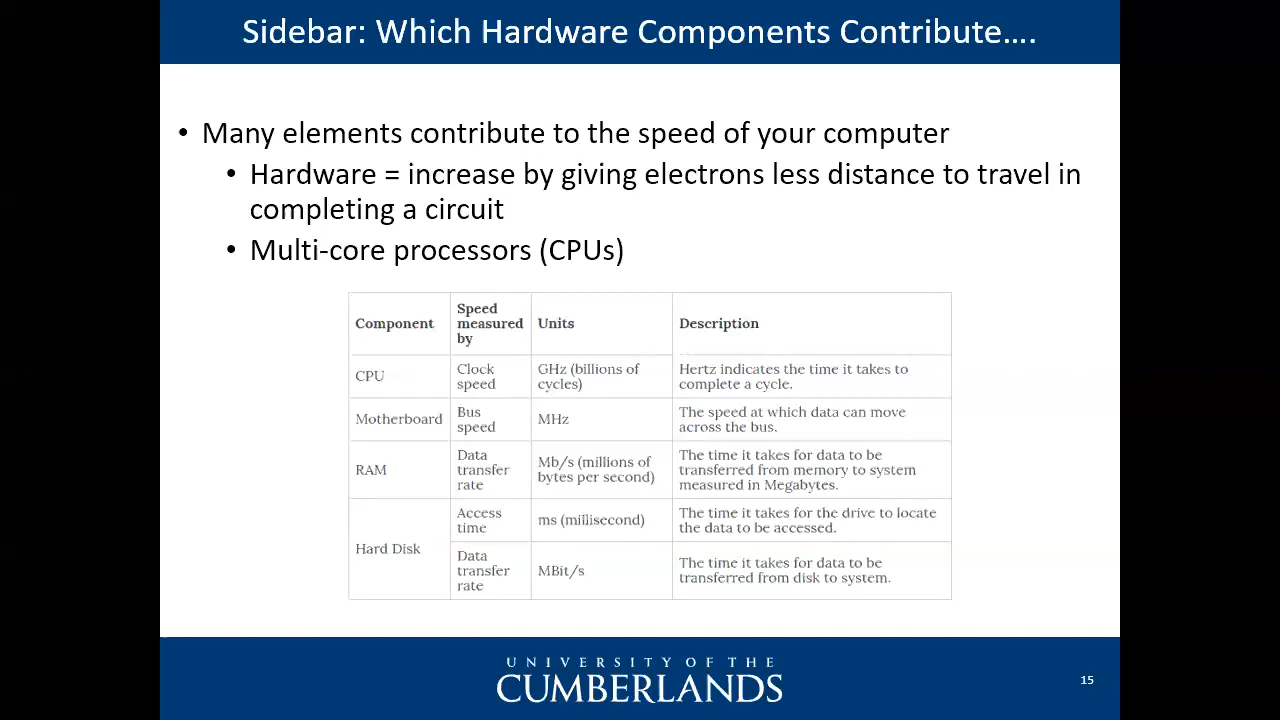 Sidebar: Which Hardware Components Contribute….
• Many elements contribute to the speed of your computer
• Hardware = increase by giving electrons less distance to travel in
completing a circuit
• Multi-core processors (CPUs)
Component
Speed
measured
by
Units
Description
CPU
Clock
speed
GHz (billions of
cycles)
Hertz indicates the time it takes to
complete a cycle.
Motherboard
Bus
speed
MHz
The speed at which data can move
across the bus.
RAM
Data
transfer
rate
Mb/s (millions of
bytes per second)
The time it takes for data to be
transferred from memory to system
measured in Megabytes.
Hard Disk
Access
time
ms (millisecond)
The time it takes for the drive to locate
the data to be accessed.
Data
transfer
rate
MBit/s
The time it takes for data to be
transferred from disk to system.
UNIVERSITY OF THE
CUMBERLANDS
15